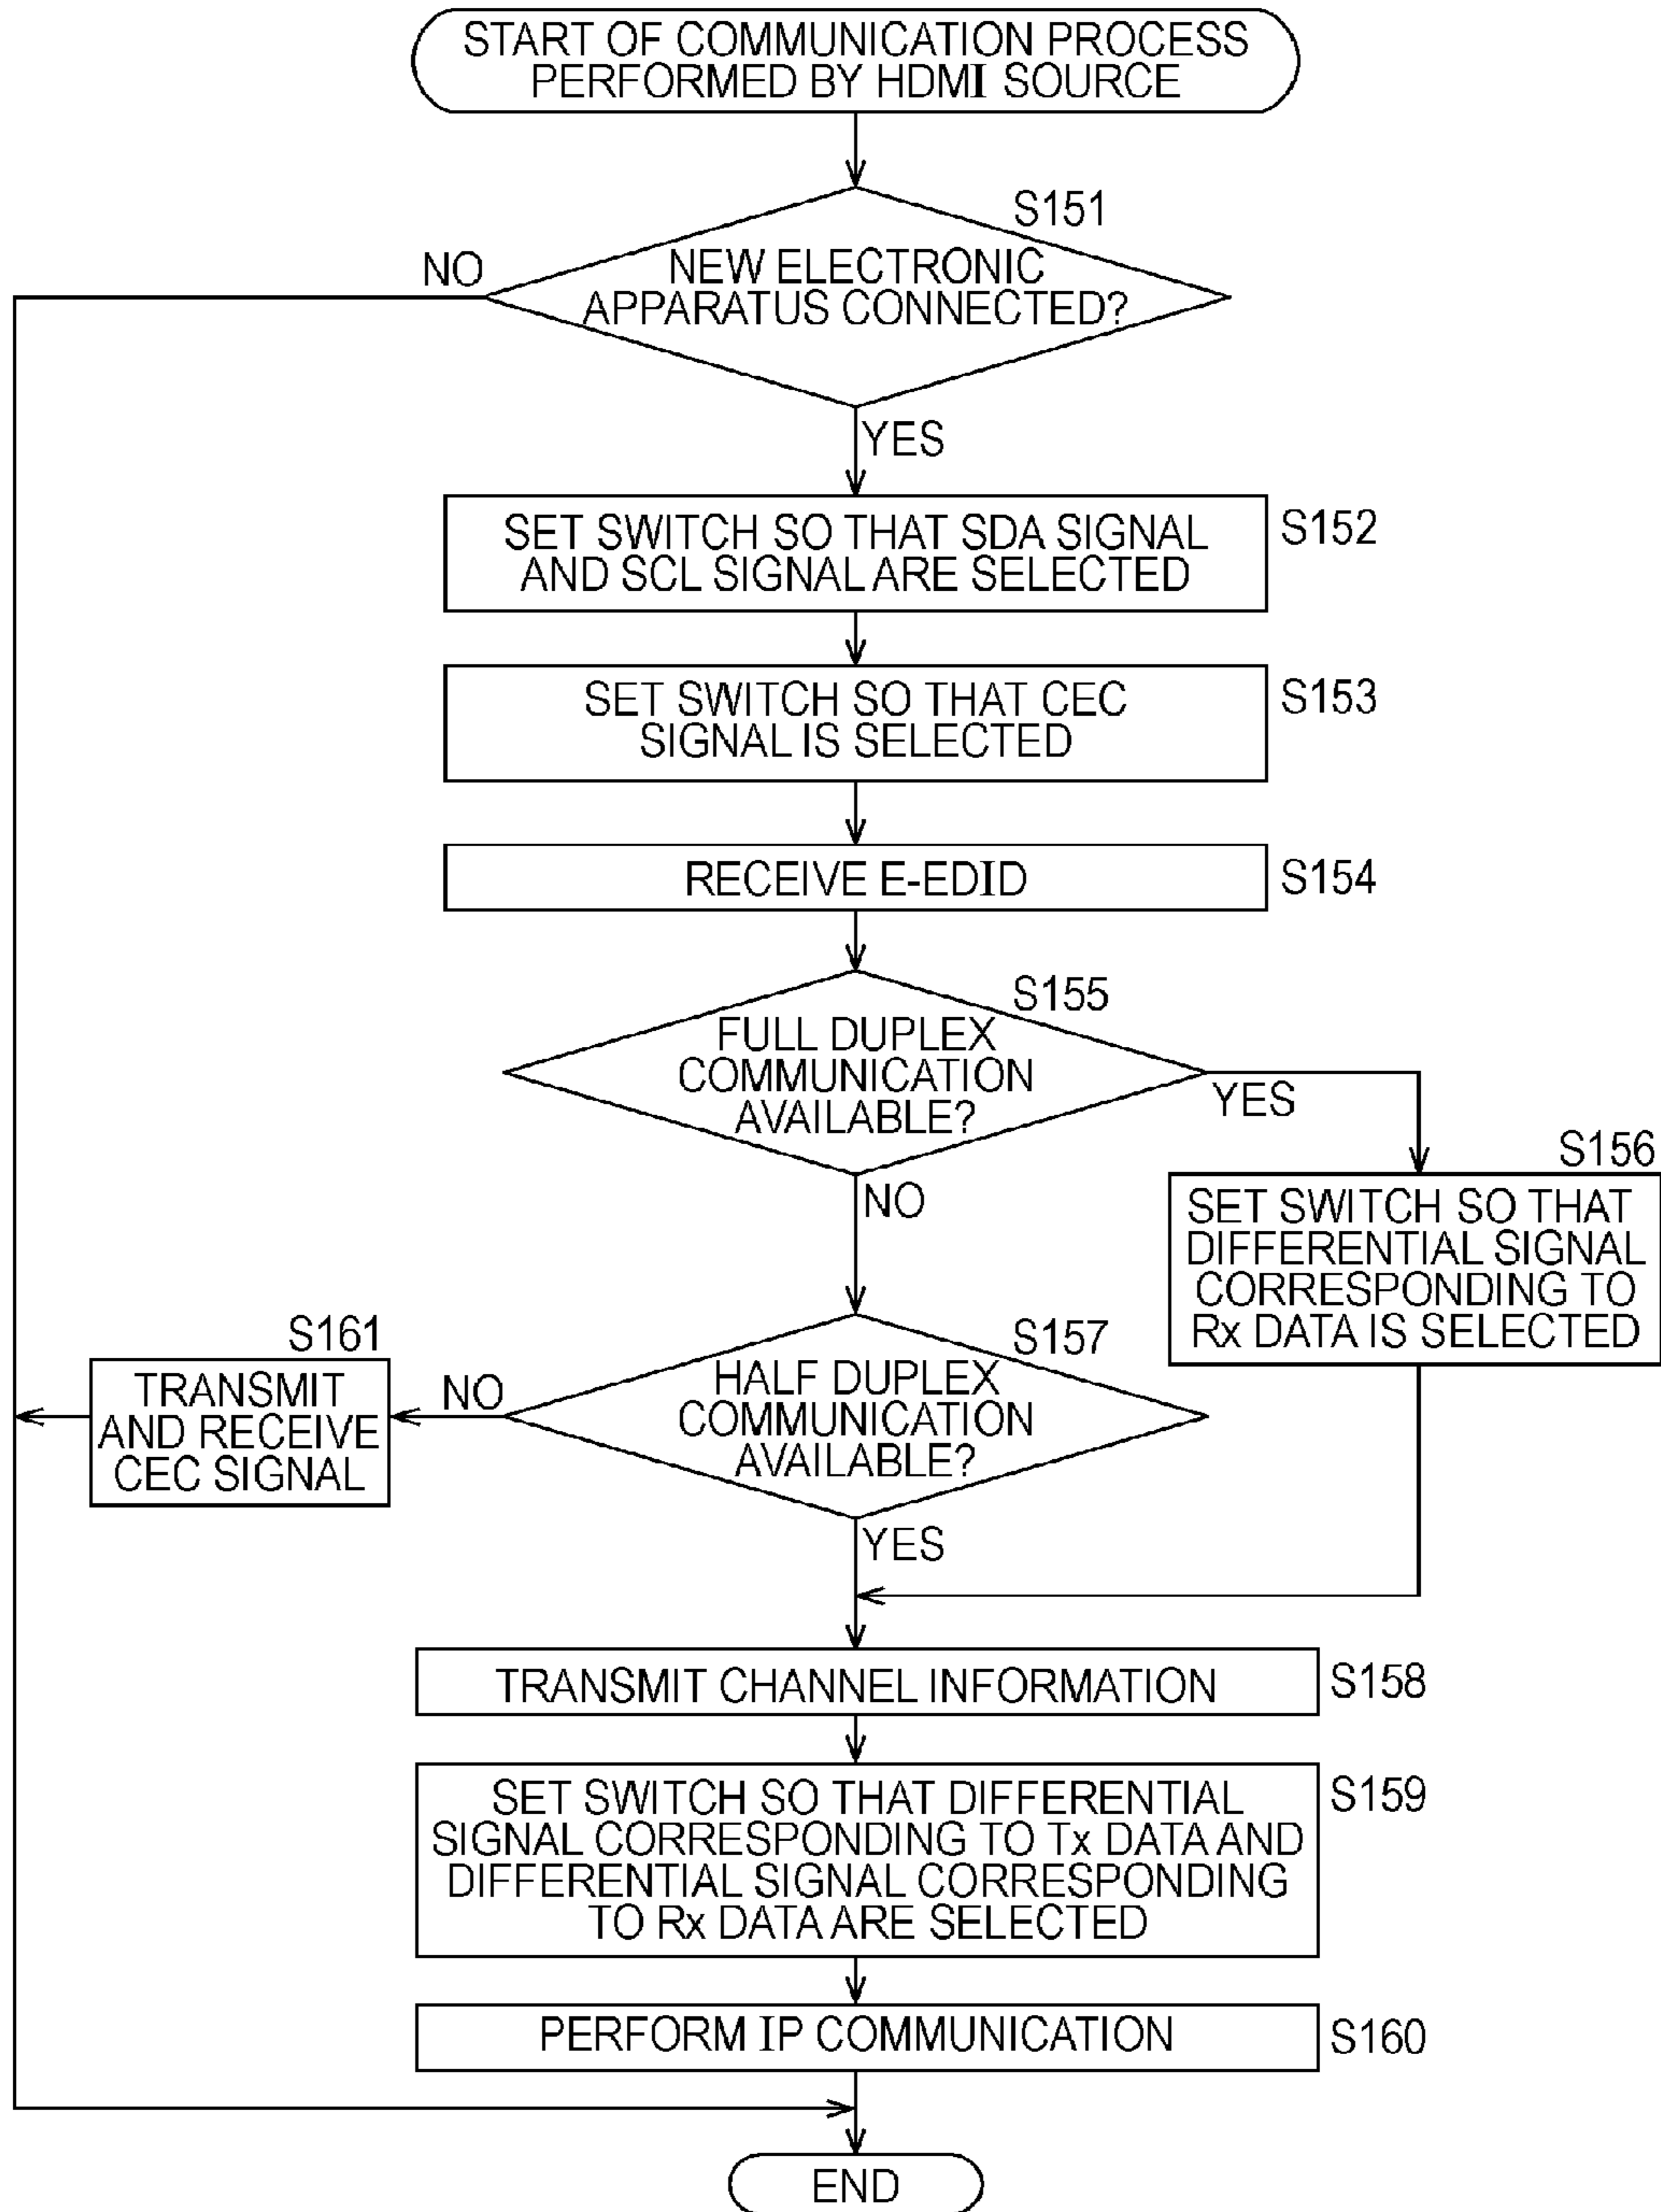 START OF COMMUNICATION PROCESS
PERFORMED BY HDMI SOURCE
S151
NO
NEW ELECTRONIC
APPARATUS CONNECTED?
YES
SET SWITCH SO THAT SDA SIGNAL
AND SCL SIGNAL ARE SELECTED
S152
SET SWITCH SO THAT CEC
SIGNAL IS SELECTED
S153
RECEIVE E-EDID
S154
S155
FULL DUPLEX
COMMUNICATION
AVAILABLE?
YES
NO
S156
SET SWITCH SO THAT
DIFFERENTIAL SIGNAL
CORRESPONDING TO
Rx DATA IS SELECTED
S157
HALF DUPLEX
COMMUNICATION
AVAILABLE?
NO
S161
TRANSMIT
AND RECEIVE
CEC SIGNAL
YES
TRANSMIT CHANNEL INFORMATION
S158
SET SWITCH SO THAT DIFFERENTIAL
SIGNAL CORRESPONDING TO Tx DATA AND
DIFFERENTIAL SIGNAL CORRESPONDING
TO Rx DATA ARE SELECTED
S159
PERFORM IP COMMUNICATION
S160
END